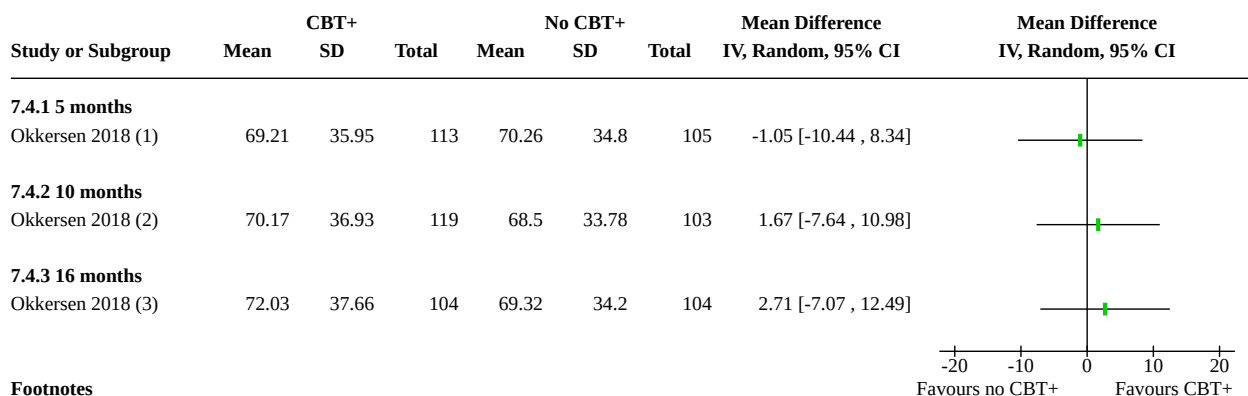 CBT+ No CBT+ Mean Difference Mean Difference
Study or Subgroup Mean SD Total Mean SD Total IV, Random, 95% CI IV, Random, 95% CI
7.4.1 5 months
Okkersen 2018 (1) 69.21 35.95 113 70.26 34.8 105 -1.05 [-10.44 , 8.34]
7.4.2 10 months
Okkersen 2018 (2) 70.17 36.93 119 68.5 33.78 103 1.67 [-7.64 , 10.98]
7.4.3 16 months
Okkersen 2018 (3) 72.03 37.66 104 69.32 34.2 104 2.71 [-7.07 , 12.49]
-20 -10 0 10 20
Footnotes Favours no CBT+ Favours CBT+